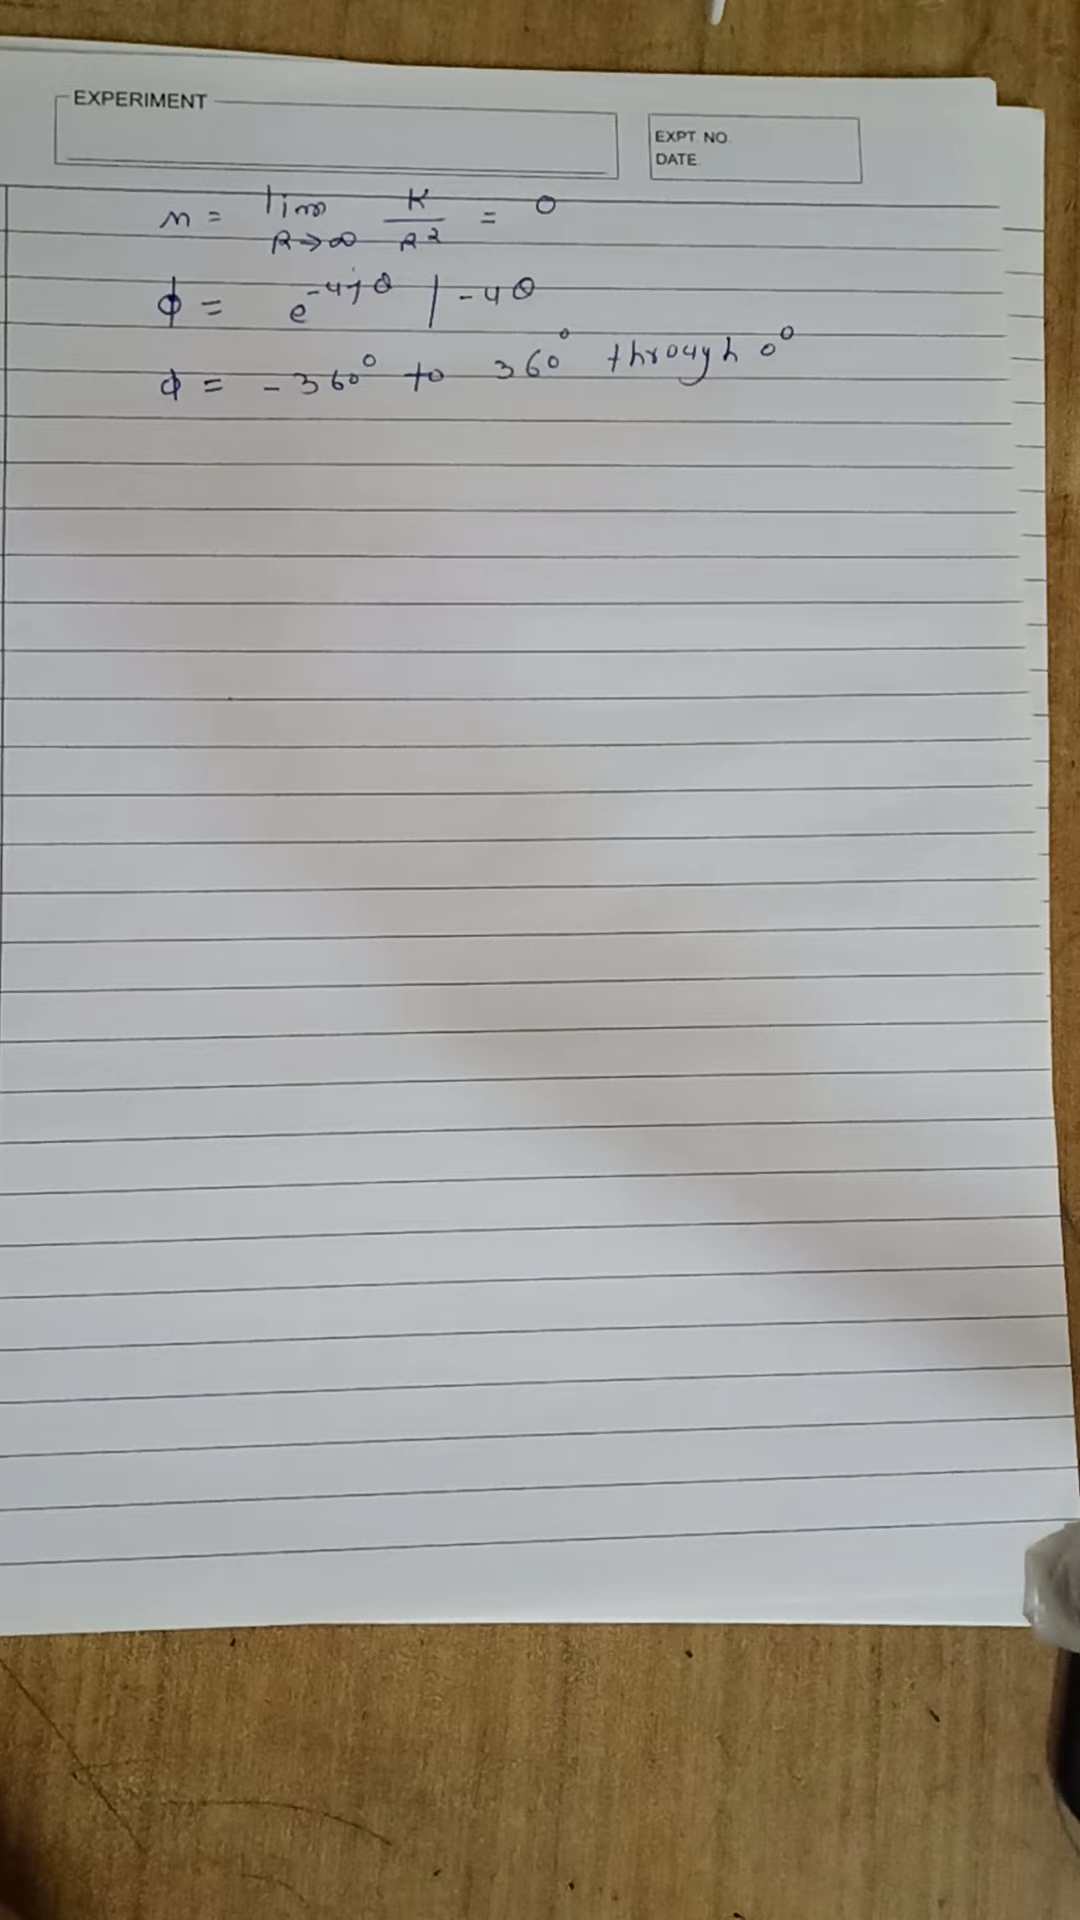 EXPERIMENT
EXPT. NO.
DATE
m = lim R→∞ K/R² = 0
ϕ = e^-4jθ | -4θ
ϕ = -360° to 360° through 0°